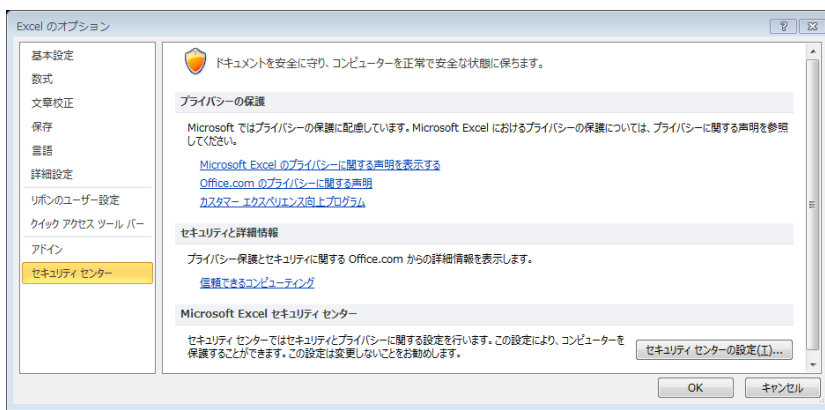 Excel のオプション
基本設定
数式
文章校正
保存
言語
詳細設定
リボンのユーザー設定
クイック アクセス ツール バー
アドイン
セキュリティ センター
ドキュメントを安全に守り、コンピューターを正常で安全な状態に保ちます。
プライバシーの保護
Microsoft ではプライバシーの保護に配慮しています。Microsoft Excel におけるプライバシーの保護については、プライバシーに関する声明を参照
してください。
Microsoft Excel のプライバシーに関する声明を表示する
Office.com のプライバシーに関する声明
カスタマー エクスペリエンス向上プログラム
セキュリティと詳細情報
プライバシー保護とセキュリティに関する Office.com からの詳細情報を表示します。
信頼できるコンピューティング
Microsoft Excel セキュリティ センター
セキュリティ センターではセキュリティとプライバシーに関する設定を行います。この設定により、コンピューターを
保護することができます。この設定は変更しないことをお勧めします。
セキュリティ センターの設定(T)...
OK
キャンセル